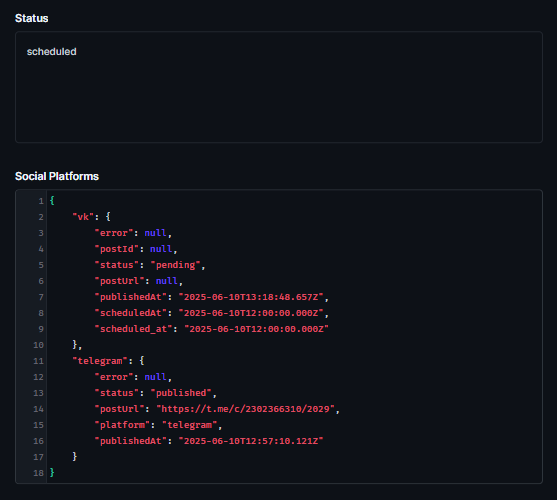 Status
scheduled
Social Platforms
1 {
2     "vk": {
3         "error": null,
4         "postId": null,
5         "status": "pending",
6         "postUrl": null,
7         "publishedAt": "2025-06-10T13:18:48.657Z",
8         "scheduledAt": "2025-06-10T12:00:00.000Z",
9         "scheduled_at": "2025-06-10T12:00:00.000Z"
10     },
11     "telegram": {
12         "error": null,
13         "status": "published",
14         "postUrl": "https://t.me/c/2302366310/2029",
15         "platform": "telegram",
16         "publishedAt": "2025-06-10T12:57:10.121Z"
17     }
18 }